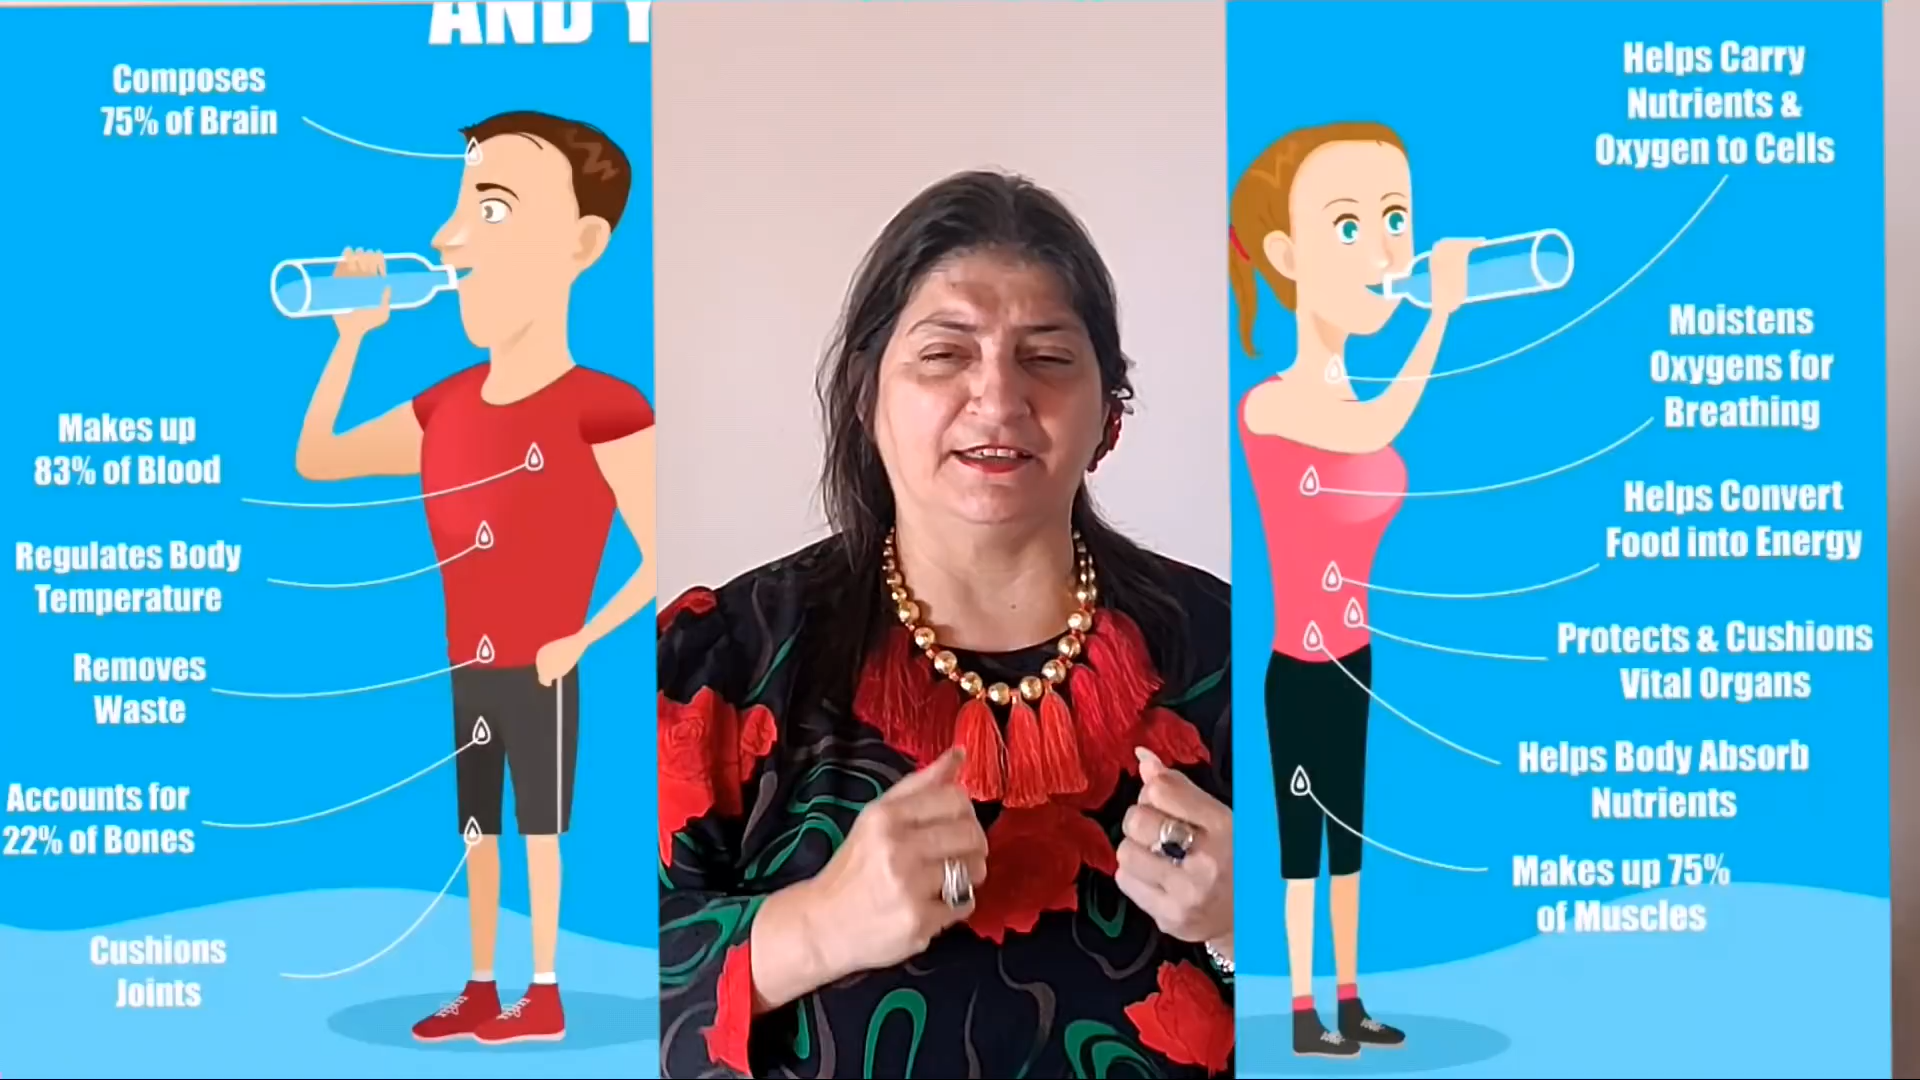 AND
Composes
75% of Brain
Makes up
83% of Blood
Regulates Body
Temperature
Removes
Waste
Accounts for
22% of Bones
Cushions
Joints
Helps Carry
Nutrients &
Oxygen to Cells
Moistens
Oxygens for
Breathing
Helps Convert
Food into Energy
Protects & Cushions
Vital Organs
Helps Body Absorb
Nutrients
Makes up 75%
of Muscles